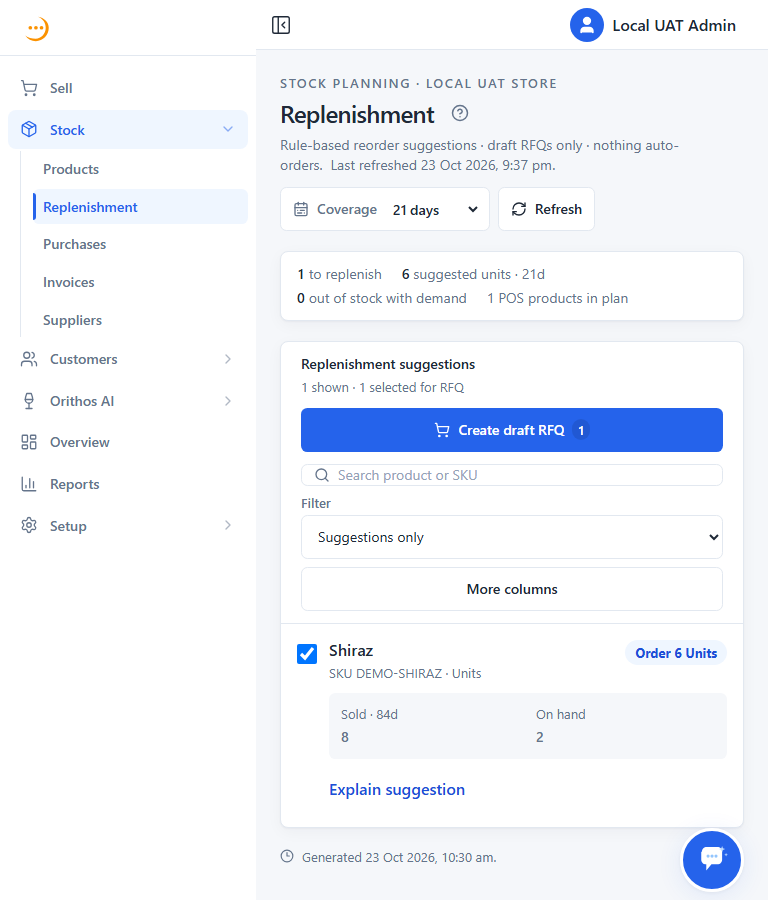 Local UAT Admin
Sell
Stock
Products
Replenishment
Purchases
Invoices
Suppliers
Customers
Orithos AI
Overview
Reports
Setup
STOCK PLANNING · LOCAL UAT STORE
Replenishment
Rule-based reorder suggestions · draft RFQs only · nothing auto-
orders. Last refreshed 23 Oct 2026, 9:37 pm.
Coverage 21 days
Refresh
1 to replenish 6 suggested units · 21d
0 out of stock with demand 1 POS products in plan
Replenishment suggestions
1 shown · 1 selected for RFQ
Create draft RFQ 1
Search product or SKU
Filter
Suggestions only
More columns
Shiraz
Order 6 Units
SKU DEMO-SHIRAZ · Units
Sold · 84d On hand
8 2
Explain suggestion
Generated 23 Oct 2026, 10:30 am.